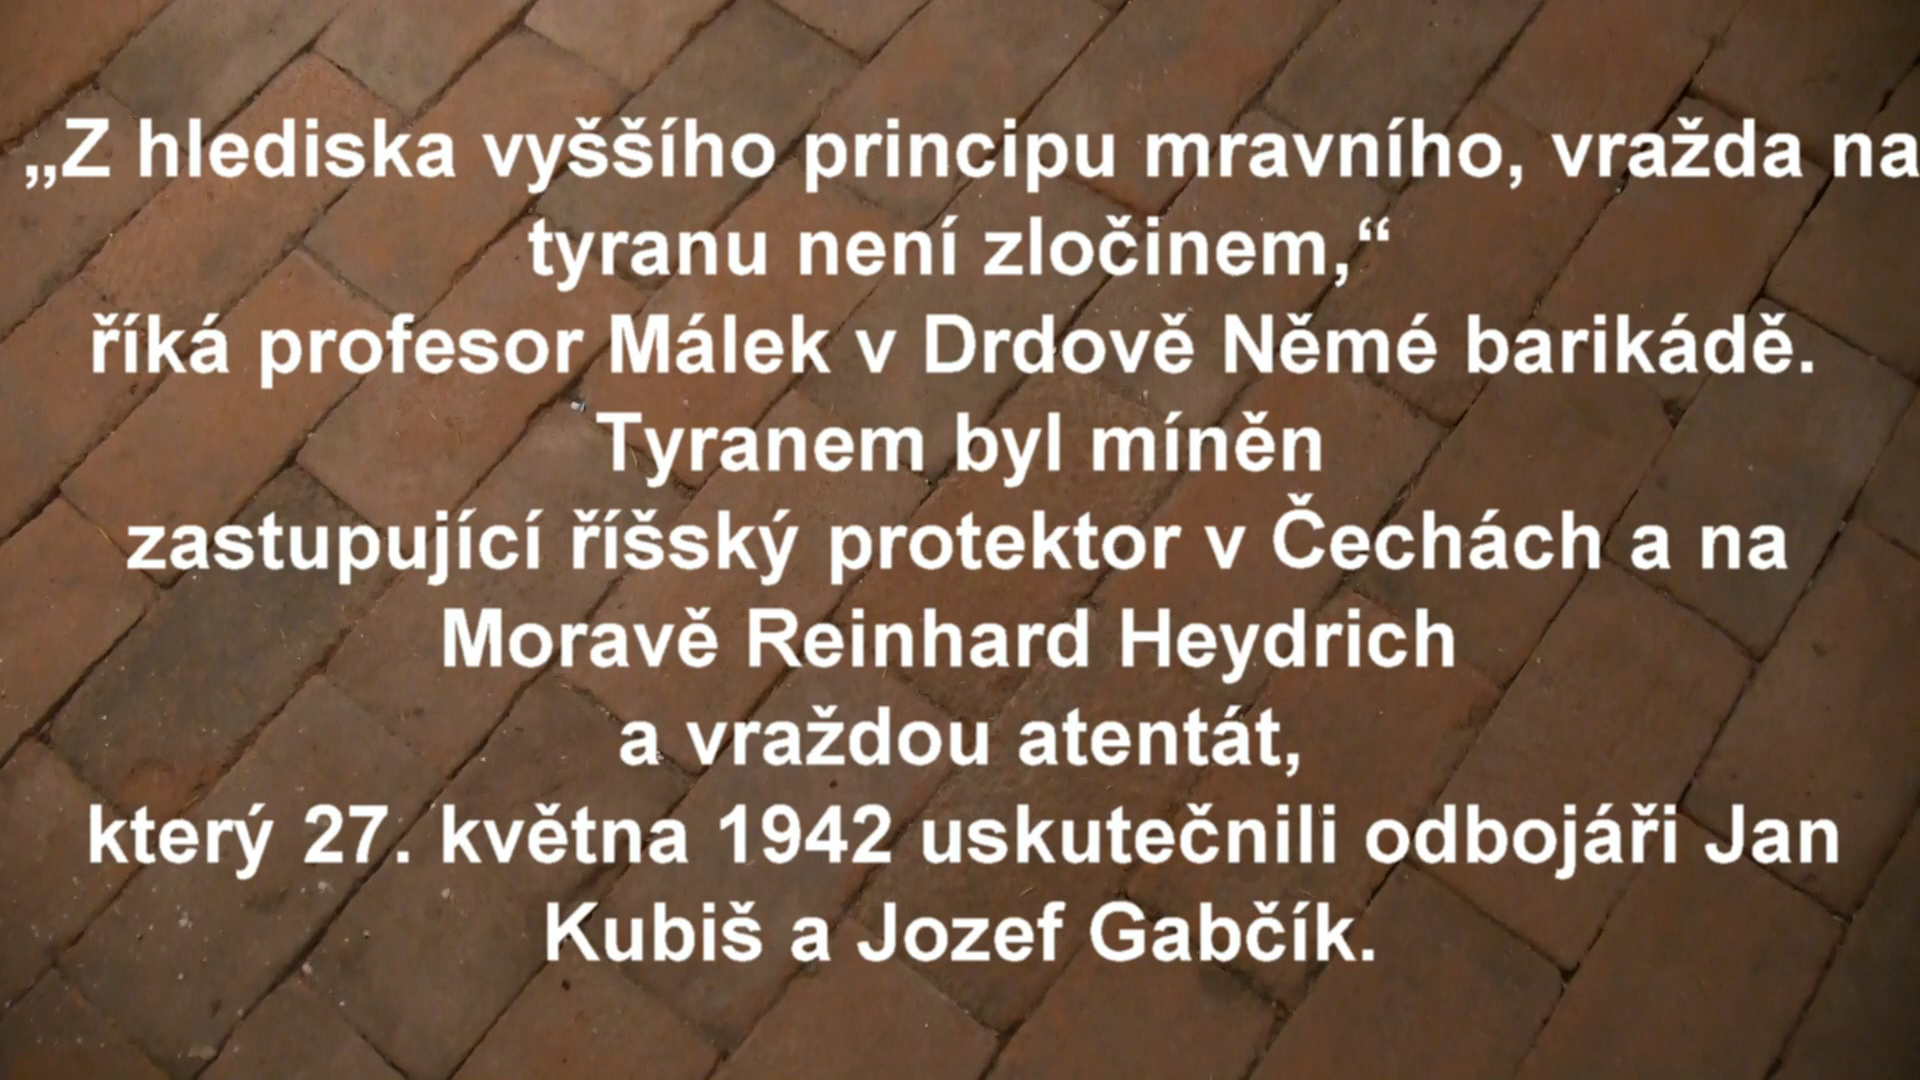 „Z hlediska vyššího principu mravního, vražda na
tyranu není zločinem,“
říká profesor Málek v Drdově Němé barikádě.
Tyranem byl míněn
zastupující říšský protektor v Čechách a na
Moravě Reinhard Heydrich
a vraždou atentát,
který 27. května 1942 uskutečnili odbojáři Jan
Kubiš a Jozef Gabčík.